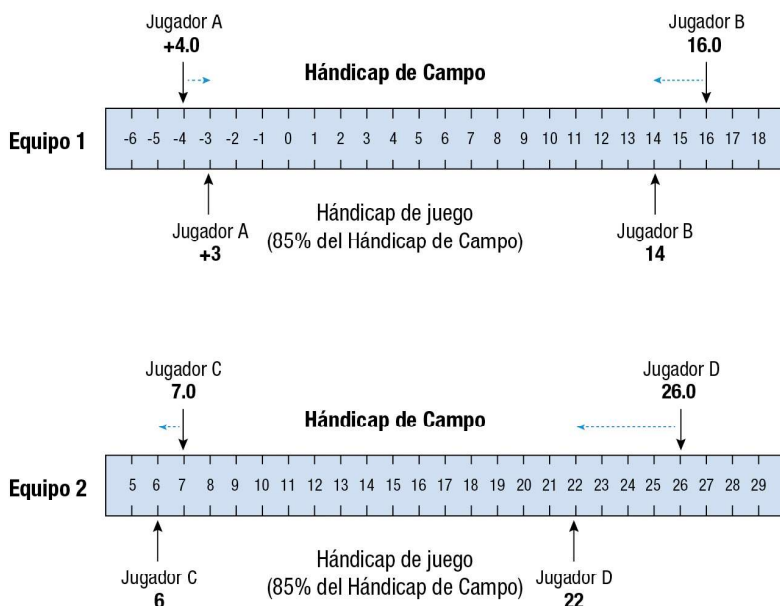 Jugador A
+4.0
Jugador B
16.0
Hándicap de Campo
Equipo 1
-6 -5 -4 -3 -2 -1 0 1 2 3 4 5 6 7 8 9 10 11 12 13 14 15 16 17 18
Jugador A
+3
Hándicap de juego
(85% del Hándicap de Campo)
Jugador B
14
Jugador C
7.0
Jugador D
26.0
Hándicap de Campo
Equipo 2
5 6 7 8 9 10 11 12 13 14 15 16 17 18 19 20 21 22 23 24 25 26 27 28 29
Jugador C
6
Hándicap de juego
(85% del Hándicap de Campo)
Jugador D
22